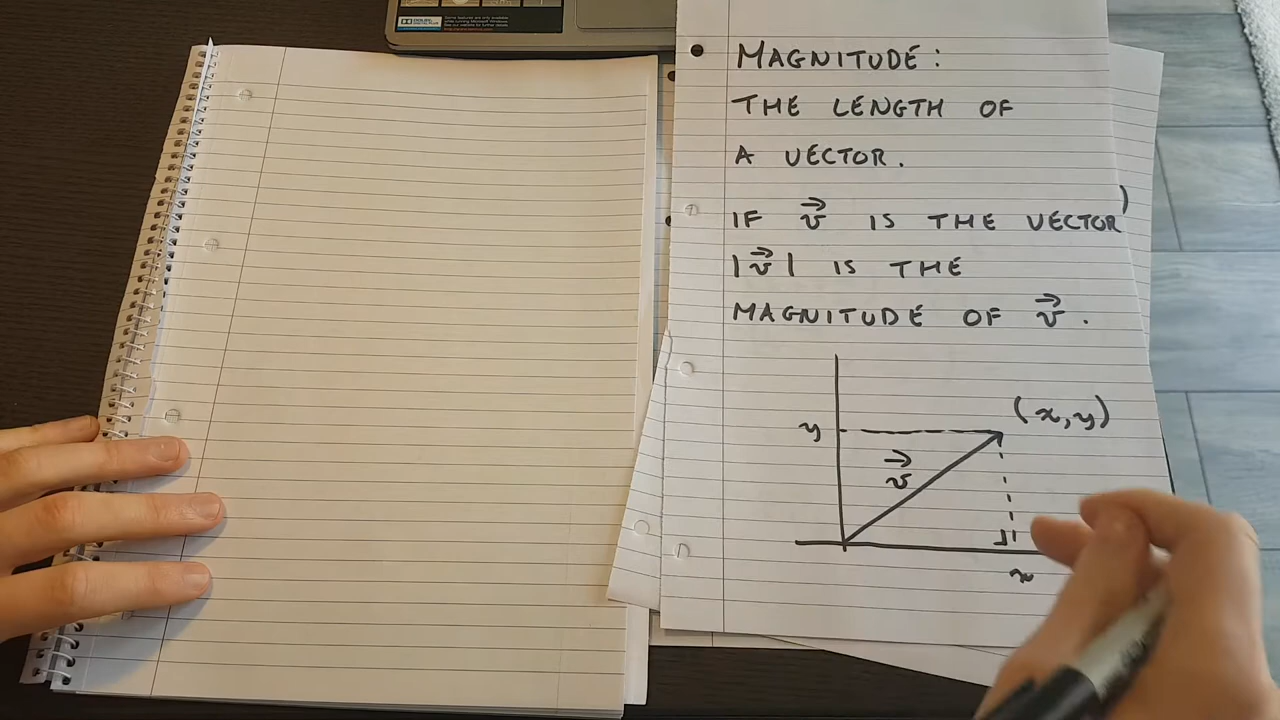 MAGNITUDE:
THE LENGTH OF
A VECTOR.
IF v⃗ IS THE VECTOR,
|v⃗| IS THE
MAGNITUDE OF v⃗.
(x,y)
y
v⃗
x